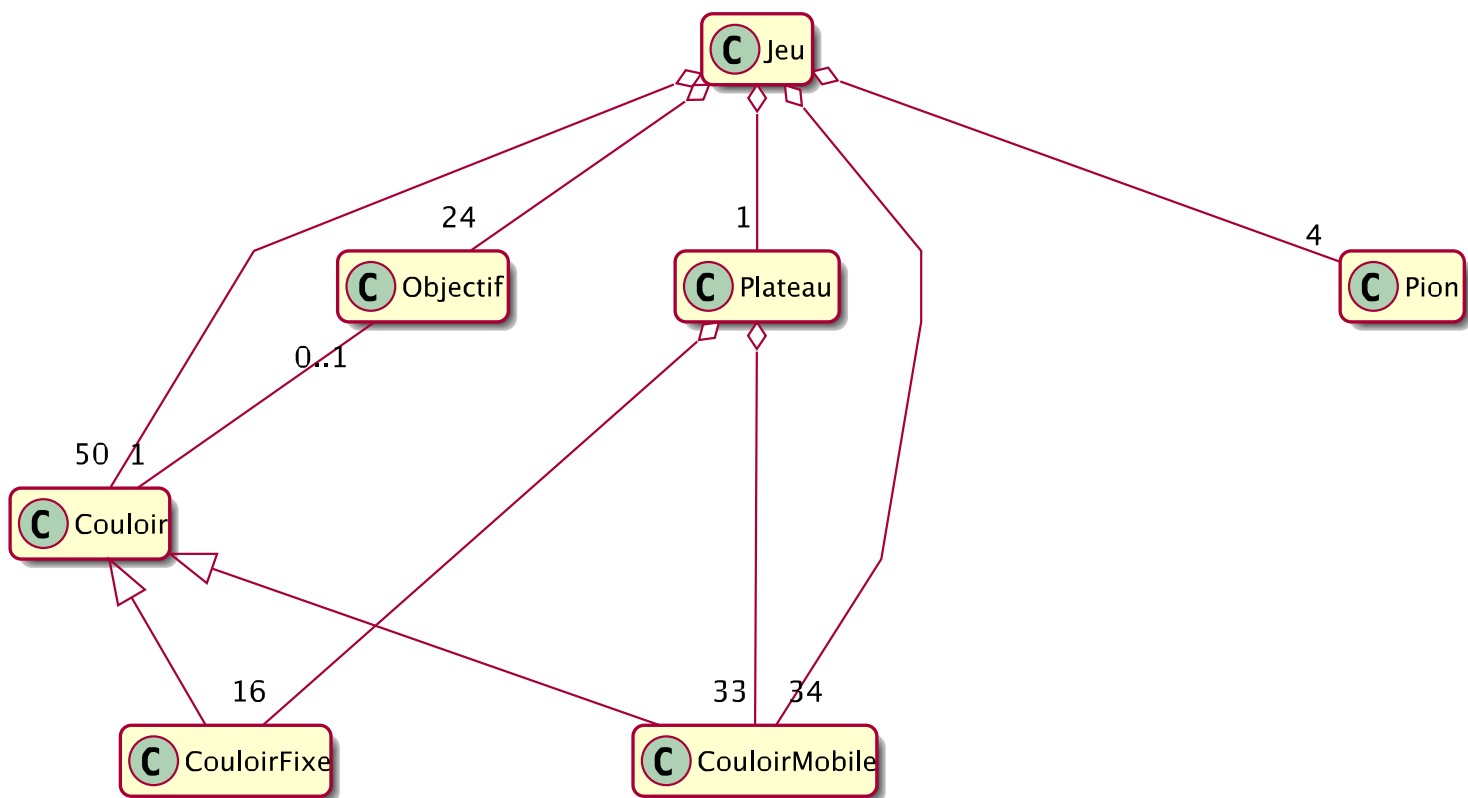 C Jeu
24
1
4
C Objectif
C Plateau
C Pion
0..1
50
1
C Couloir
16
33
34
C CouloirFixe
C CouloirMobile